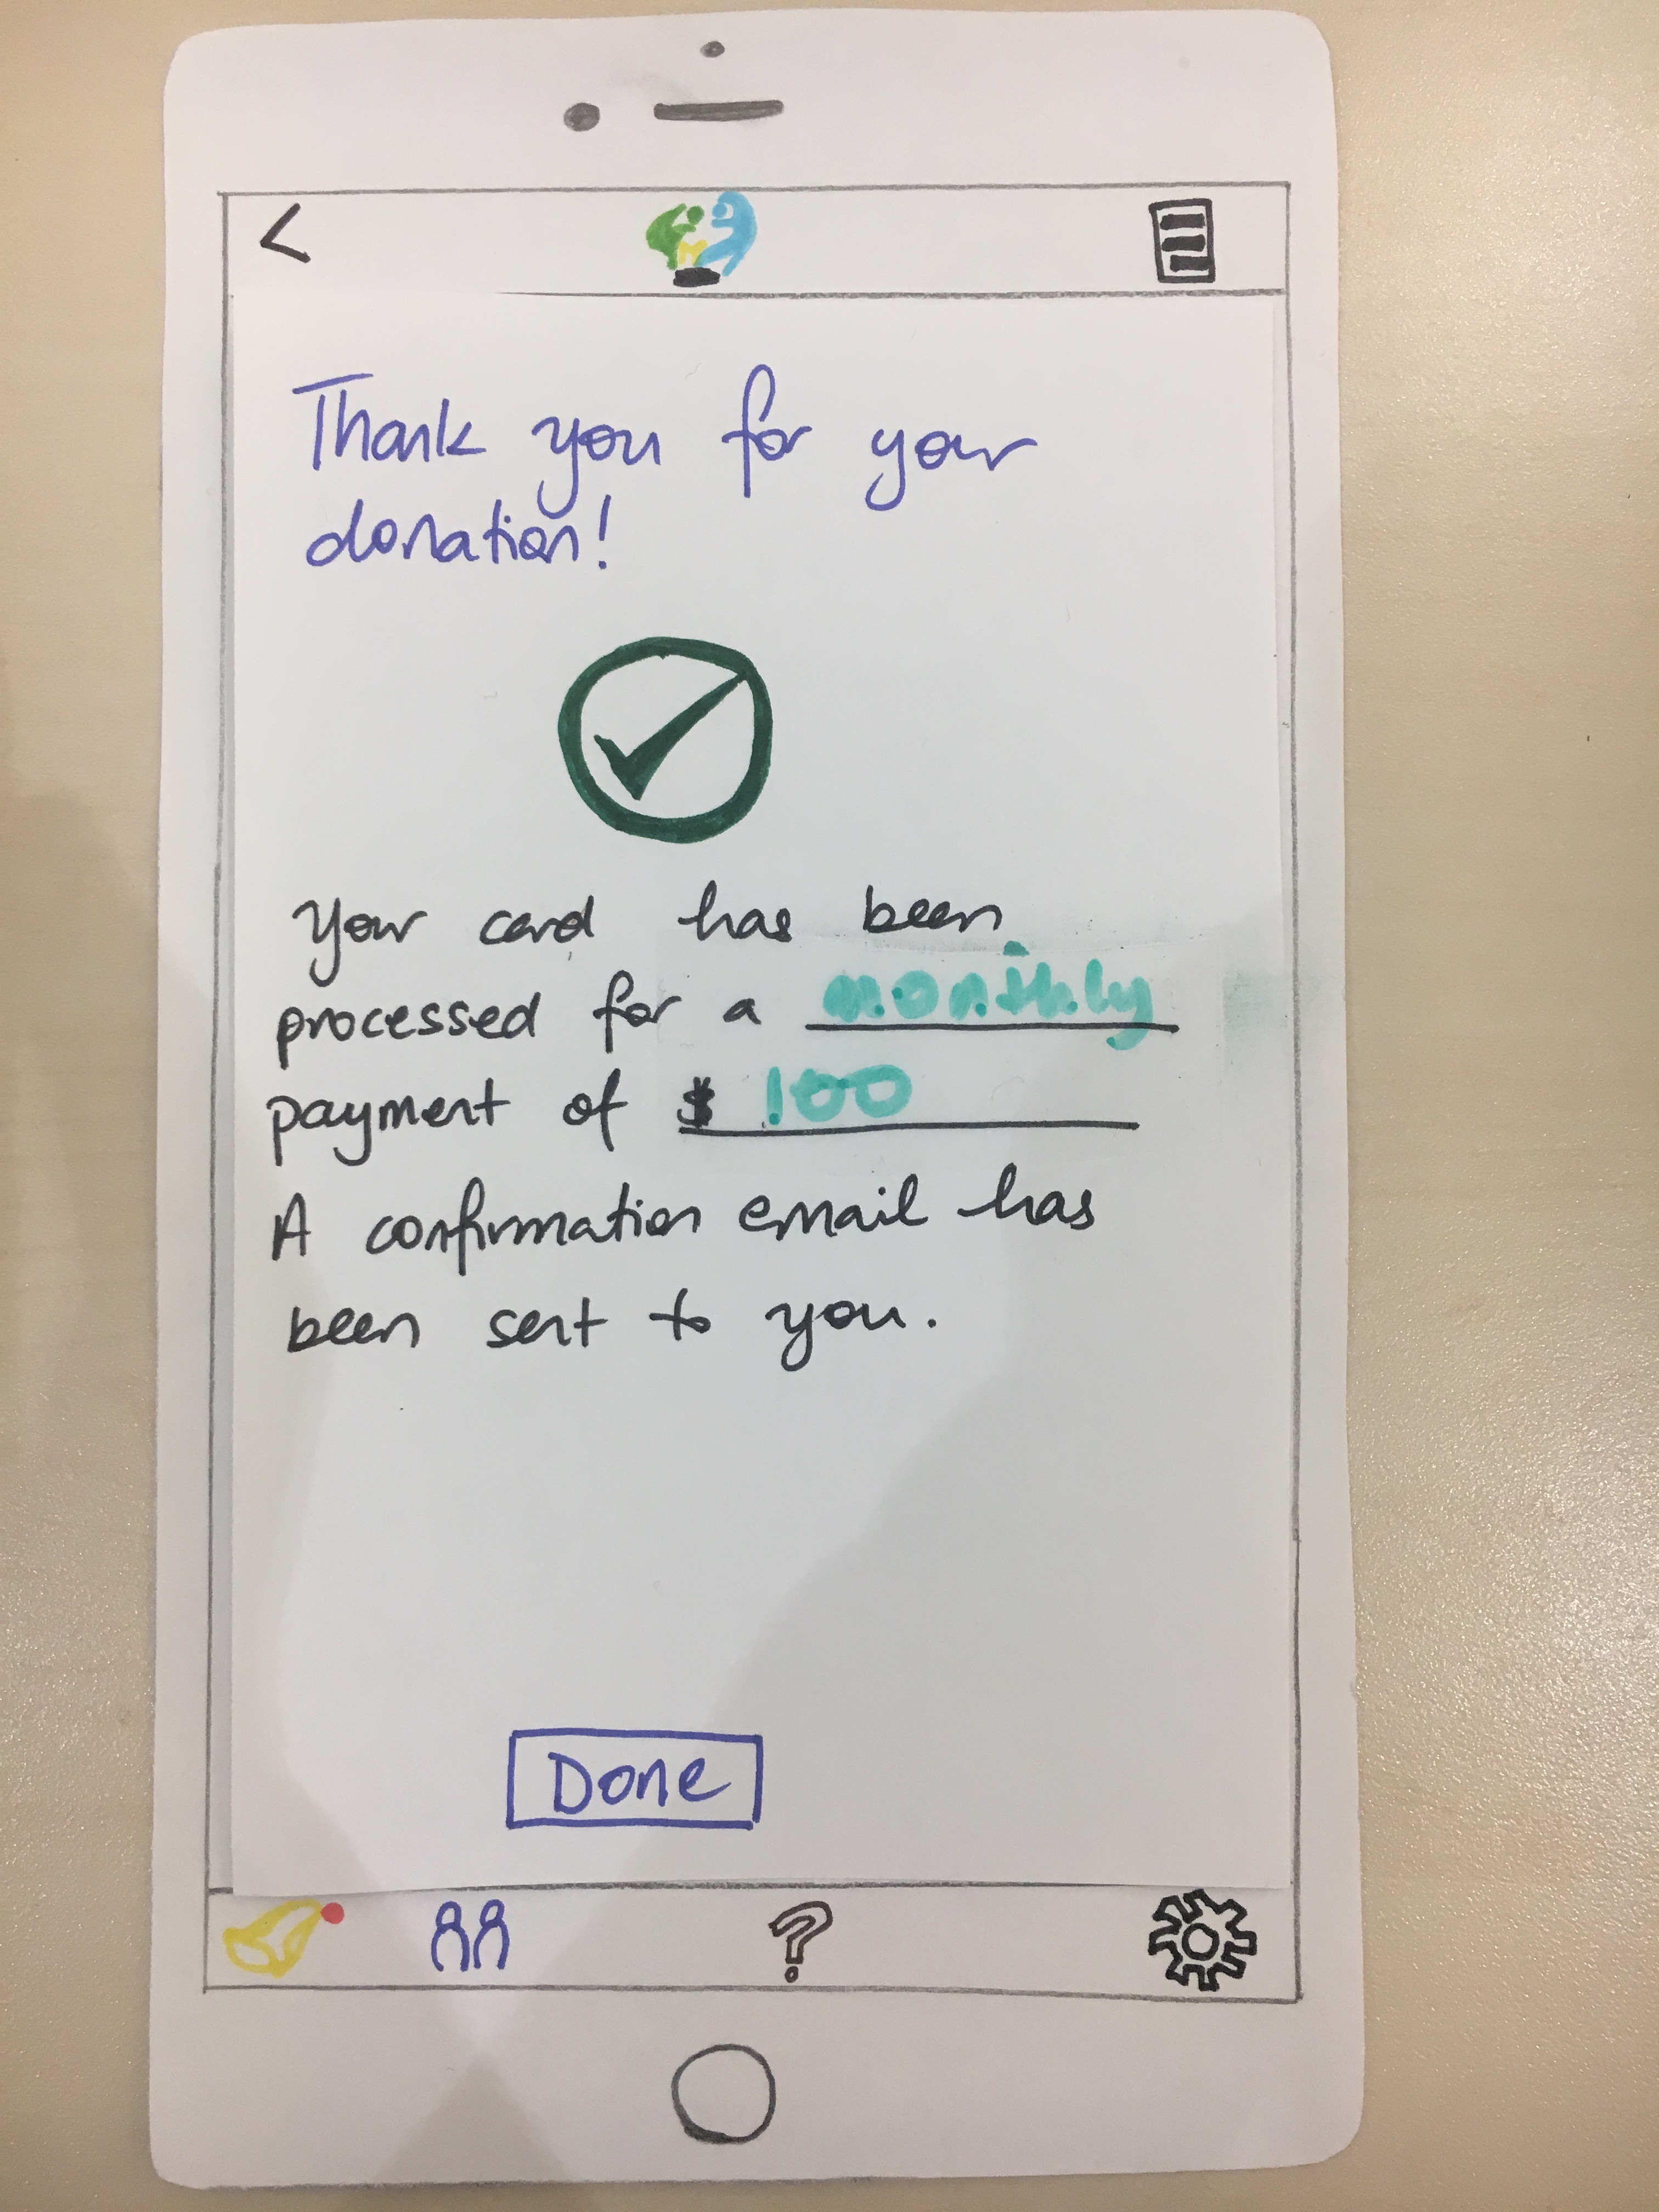 Thank you for your
donation!
Your card has been
processed for a monthly
payment of $ 100
A confirmation email has
been sent to you.
Done
?